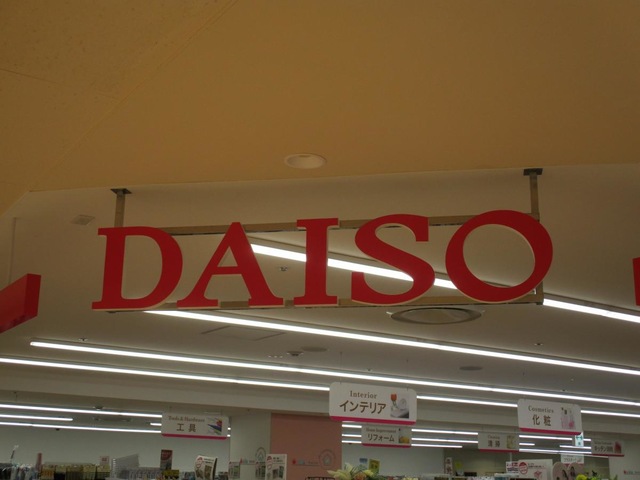 DAISO
Interior
インテリア
Cosmetics
化粧
工具
リフォーム